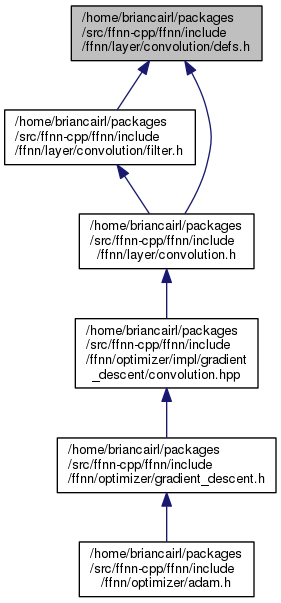 /home/briancairl/packages
/src/ffnn-cpp/ffnn/include
/ffnn/layer/convolution/defs.h
/home/briancairl/packages
/src/ffnn-cpp/ffnn/include
/ffnn/layer/convolution/filter.h
/home/briancairl/packages
/src/ffnn-cpp/ffnn/include
/ffnn/layer/convolution.h
/home/briancairl/packages
/src/ffnn-cpp/ffnn/include
/ffnn/optimizer/impl/gradient
_descent/convolution.hpp
/home/briancairl/packages
/src/ffnn-cpp/ffnn/include
/ffnn/optimizer/gradient_descent.h
/home/briancairl/packages
/src/ffnn-cpp/ffnn/include
/ffnn/optimizer/adam.h